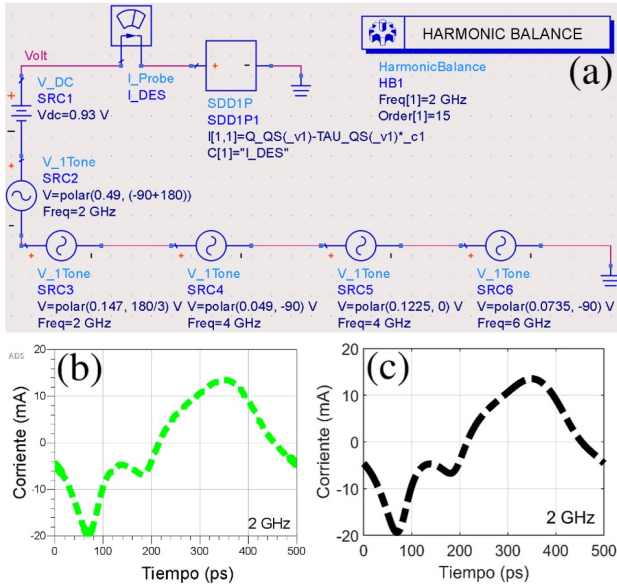 HARMONIC BALANCE
(a)
Volt
I_Probe
I_DES
V_DC
SRC1
Vdc=0.93 V
SDD1P
SDD1P1
I[1,1]=Q_QS(_v1)-TAU_QS(_v1)*_c1
C[1]="I_DES"
HarmonicBalance
HB1
Freq[1]=2 GHz
Order[1]=15
V_1Tone
SRC2
V=polar(0.49, (-90+180))
Freq=2 GHz
V_1Tone
SRC3
V=polar(0.147, 180/3) V
Freq=2 GHz
V_1Tone
SRC4
V=polar(0.049, -90) V
Freq=4 GHz
V_1Tone
SRC5
V=polar(0.1225, 0) V
Freq=4 GHz
V_1Tone
SRC6
V=polar(0.0735, -90) V
Freq=6 GHz
ADS
(b)
Corriente (mA)
20
10
0
-10
-20
2 GHz
0 100 200 300 400 500
Tiempo (ps)
(c)
Corriente (mA)
20
10
0
-10
-20
2 GHz
0 100 200 300 400 500
Tiempo (ps)